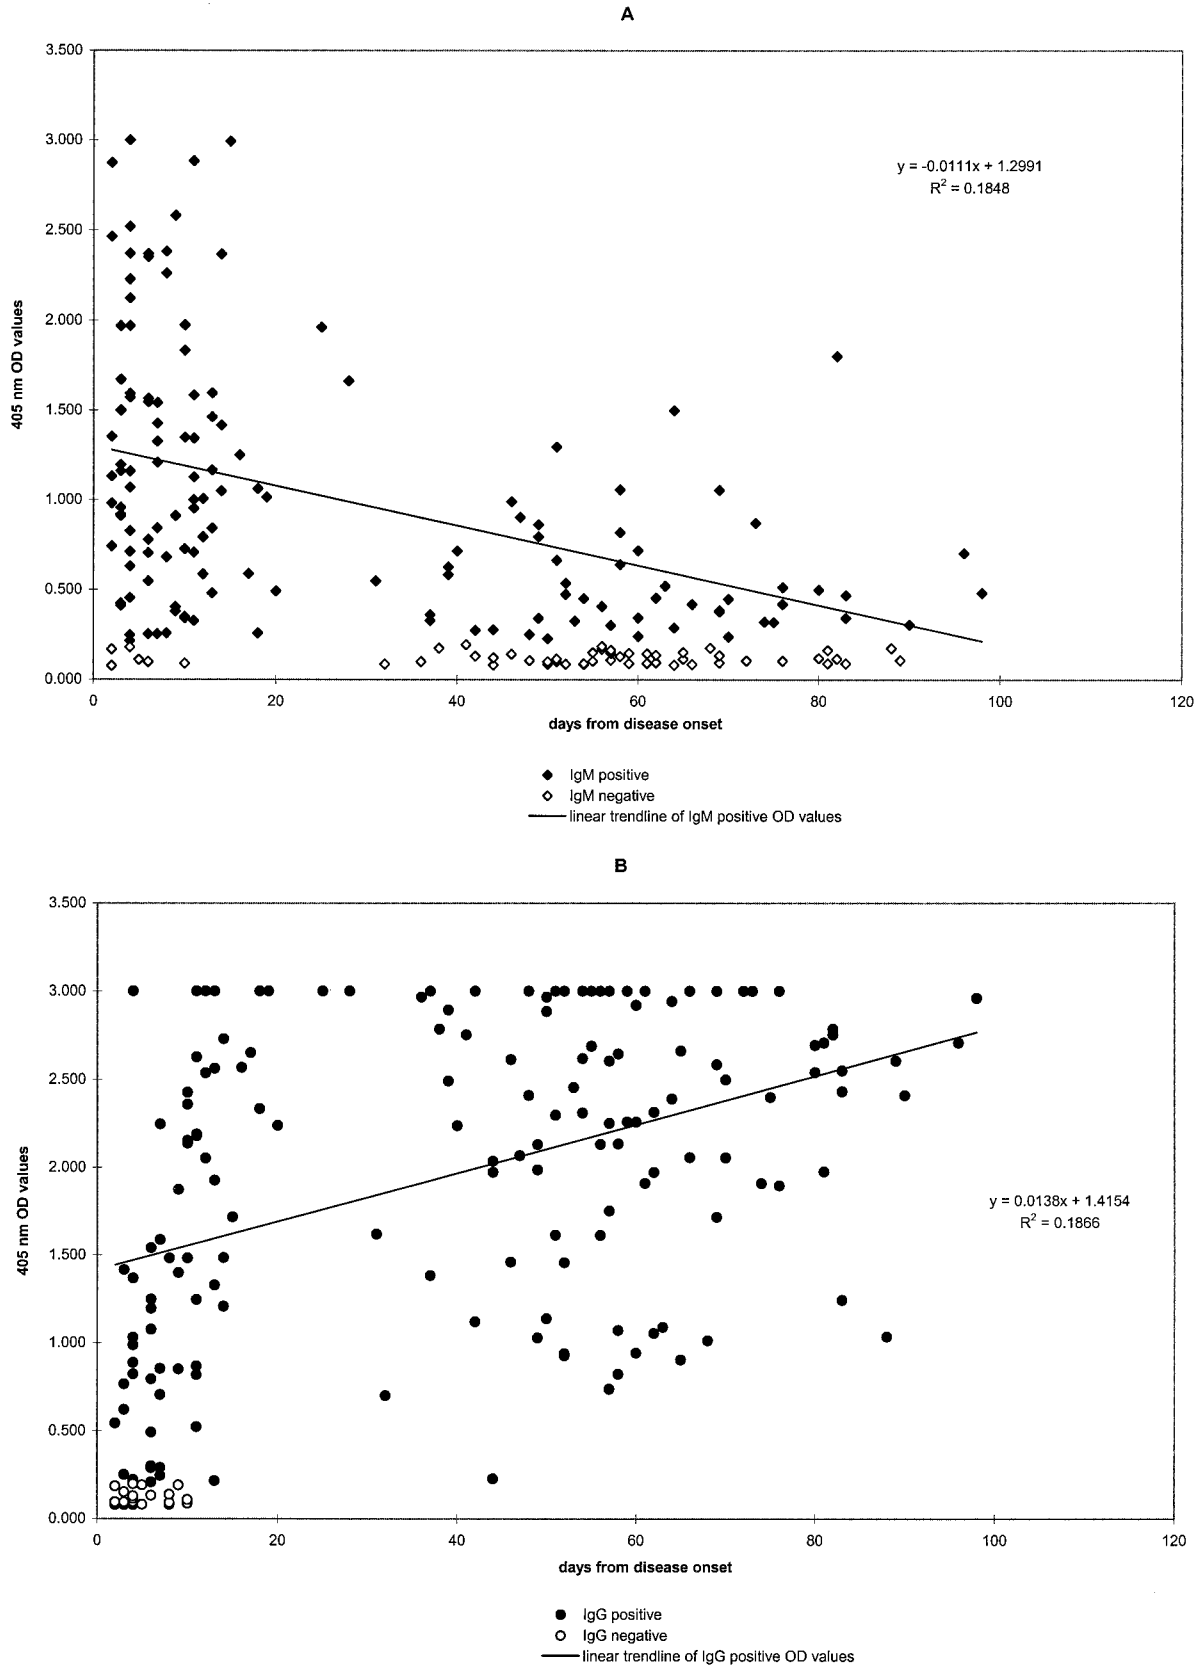 A
3.500
3.000
2.500
2.000
1.500
1.000
0.500
0.000
405 nm OD values
y = -0.0111x + 1.2991
R² = 0.1848
0 20 40 60 80 100 120
days from disease onset
IgM positive
IgM negative
linear trendline of IgM positive OD values
B
3.500
3.000
2.500
2.000
1.500
1.000
0.500
0.000
405 nm OD values
y = 0.0138x + 1.4154
R² = 0.1866
0 20 40 60 80 100 120
days from disease onset
IgG positive
IgG negative
linear trendline of IgG positive OD values